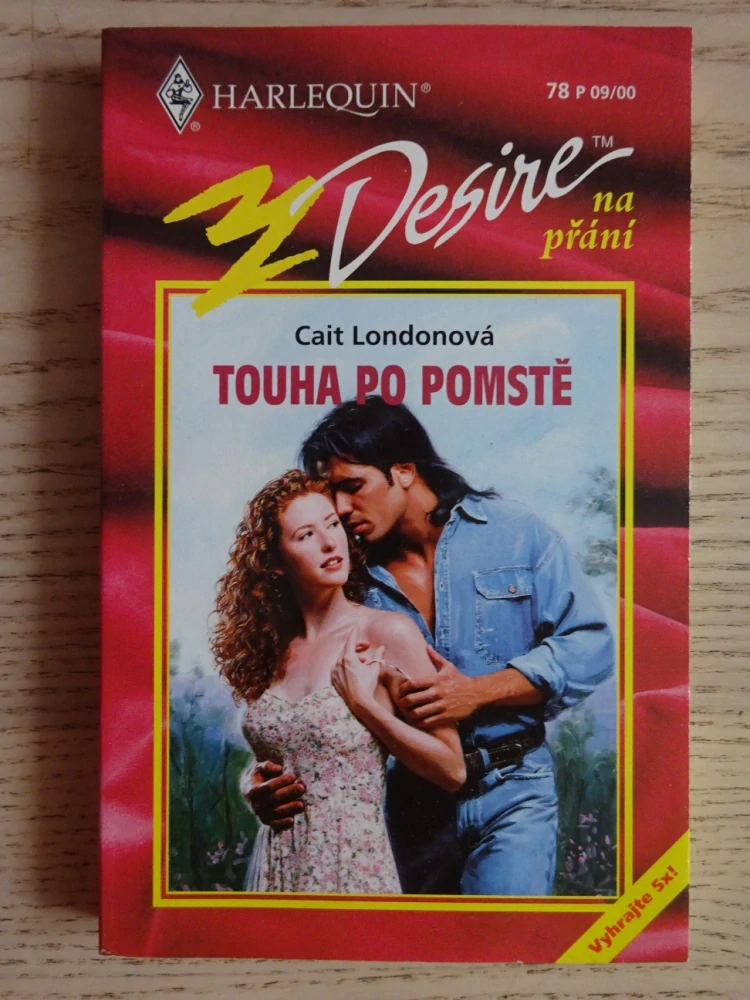 HARLEQUIN®
78 P 09/00
®
Desire™
na
přání
Cait Londonová
TOUHA PO POMSTĚ
Vyhrajte 5x!